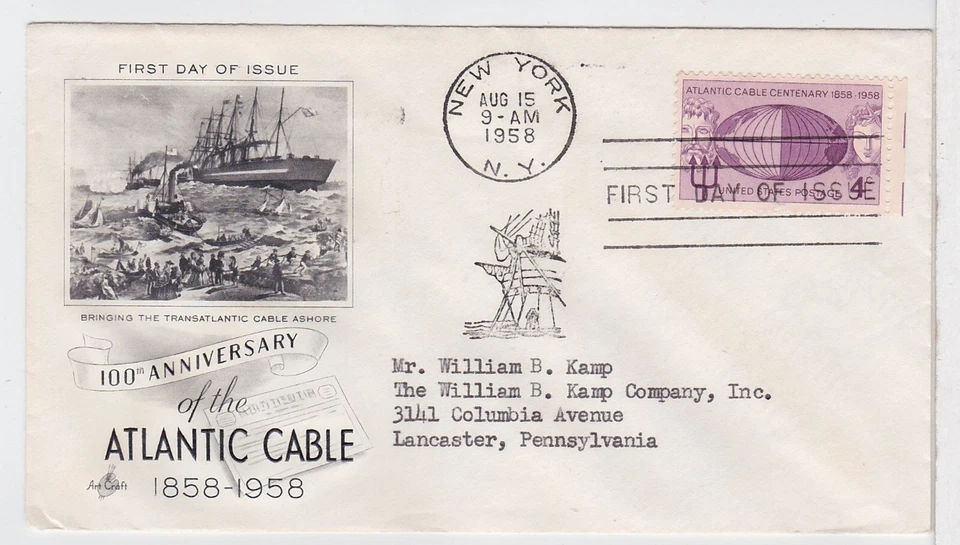 FIRST DAY OF ISSUE
BRINGING THE TRANSATLANTIC CABLE ASHORE
100th ANNIVERSARY
of the
ATLANTIC CABLE
1858-1958
Art Craft
NEW YORK
AUG 15
9-AM
1958
N.Y.
ATLANTIC CABLE CENTENARY 1858·1958
UNITED STATES POSTAGE 4¢
FIRST DAY OF ISSUE
Mr. William B. Kamp
The William B. Kamp Company, Inc.
3141 Columbia Avenue
Lancaster, Pennsylvania